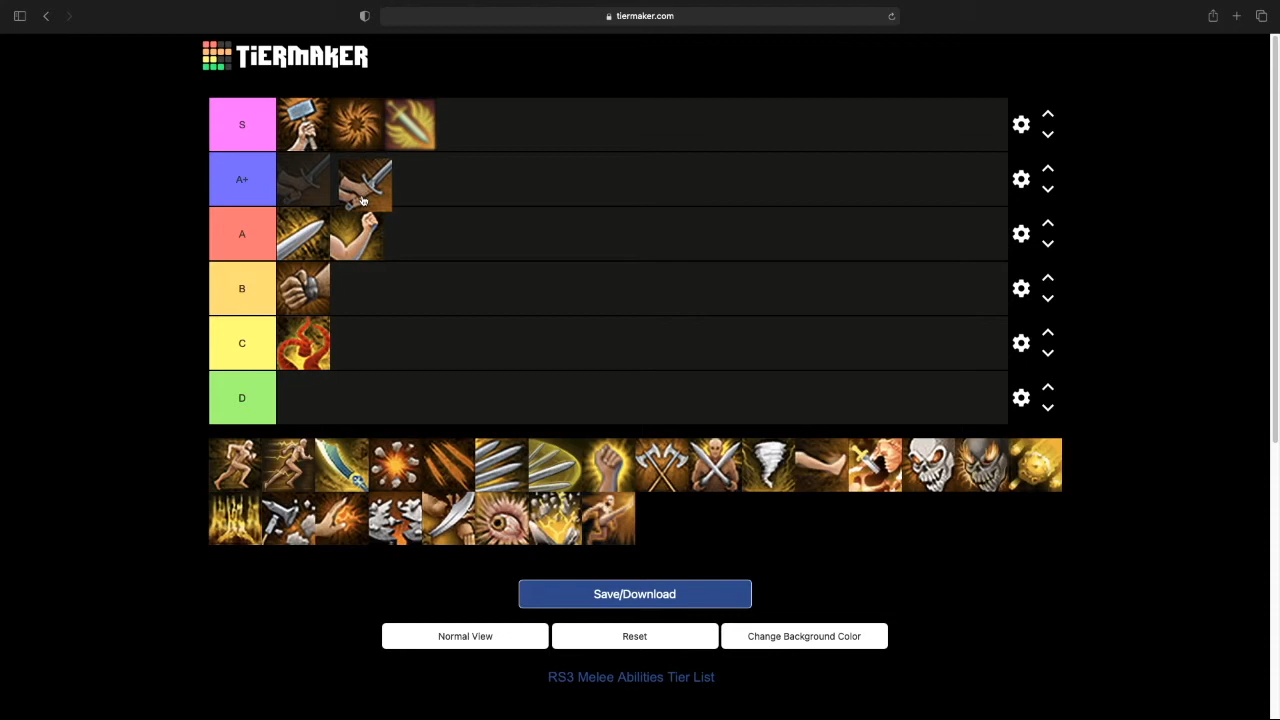 tiermaker.com
TiERMAKER
S
A+
A
B
C
D
Save/Download
Normal View
Reset
Change Background Color
RS3 Melee Abilities Tier List